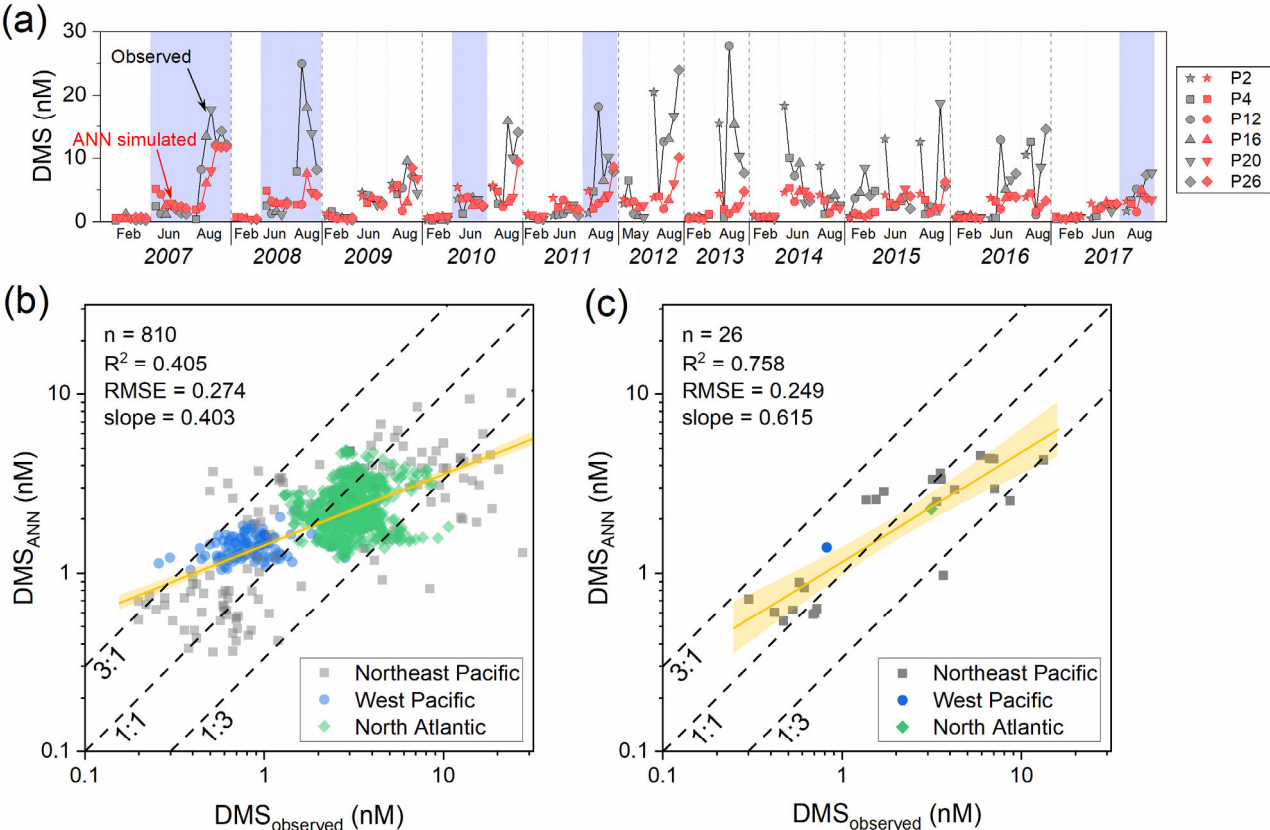 (a)
30
20
10
0
DMS (nM)
Observed
ANN simulated
P2
P4
P12
P16
P20
P26
Feb Jun Aug Feb Jun Aug Feb Jun Aug Feb Jun Aug Feb Jun Aug May Aug Feb Aug Feb Jun Aug Feb Jun Aug Feb Jun Aug Feb Jun Aug
2007 2008 2009 2010 2011 2012 2013 2014 2015 2016 2017
(b)
n = 810
R² = 0.405
RMSE = 0.274
slope = 0.403
10
1
0.1
DMS_ANN (nM)
3:1
1:1
1:3
Northeast Pacific
West Pacific
North Atlantic
0.1 1 10
DMS_observed (nM)
(c)
n = 26
R² = 0.758
RMSE = 0.249
slope = 0.615
10
1
0.1
DMS_ANN (nM)
3:1
1:1
1:3
Northeast Pacific
West Pacific
North Atlantic
0.1 1 10
DMS_observed (nM)